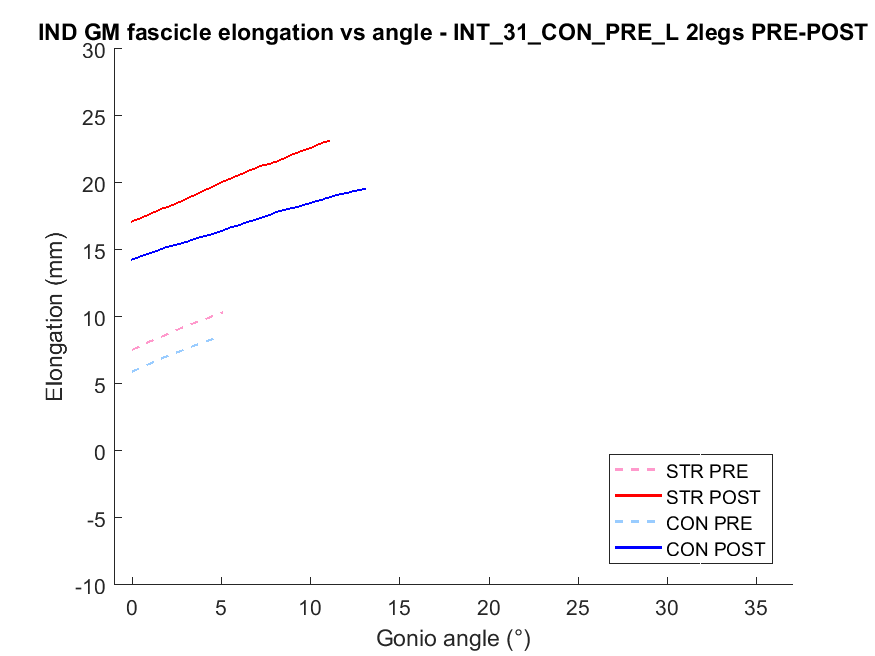 IND GM fascicle elongation vs angle - INT_31_CON_PRE_L 2legs PRE-POST
30
25
20
15
10
5
0
-5
-10
Elongation (mm)
0 5 10 15 20 25 30 35
Gonio angle (°)
STR PRE
STR POST
CON PRE
CON POST